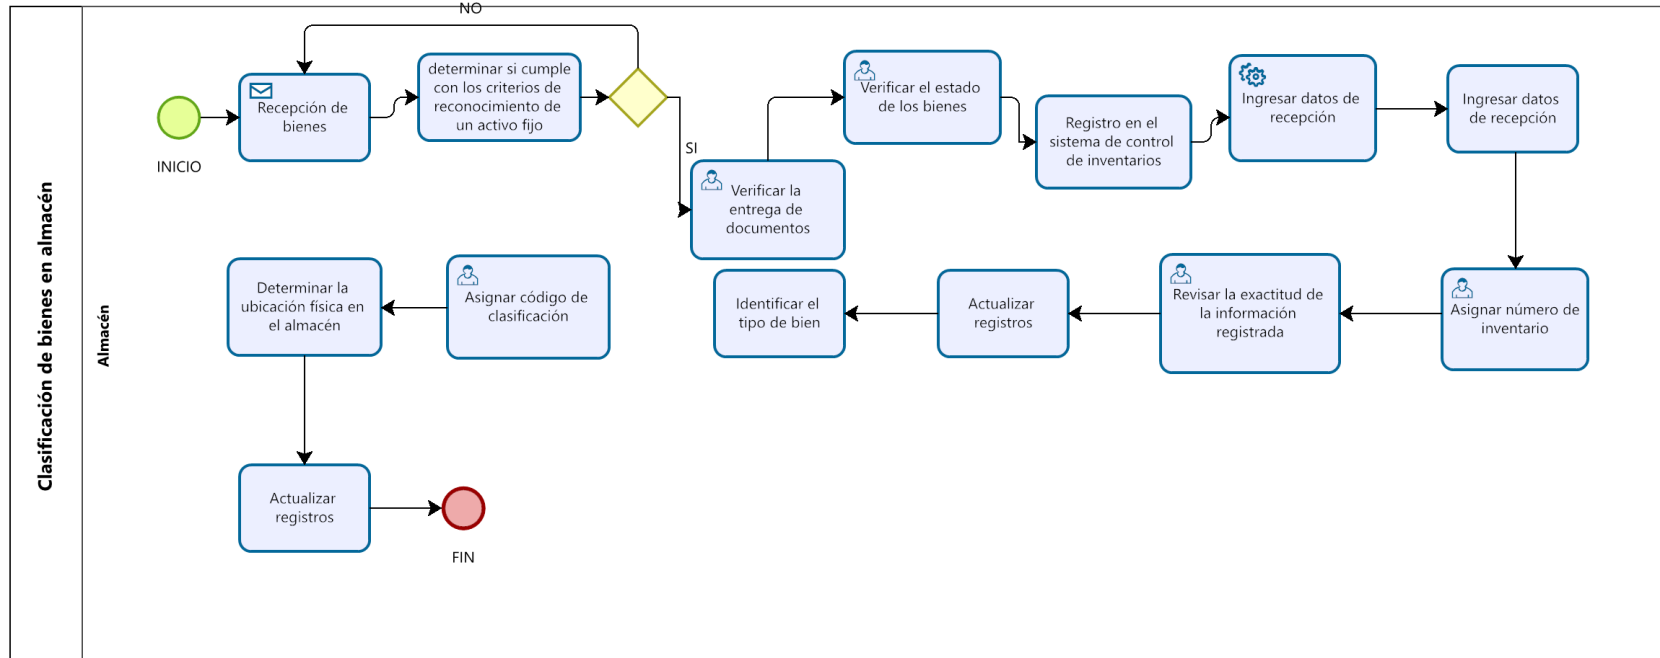 Clasificación de bienes en almacén
Almacén
INICIO
Recepción de
bienes
determinar si cumple
con los criterios de
reconocimiento de
un activo fijo
NO
SI
Verificar la
entrega de
documentos
Verificar el estado
de los bienes
Registro en el
sistema de control
de inventarios
Ingresar datos de
recepción
Ingresar datos
de recepción
Asignar número de
inventario
Revisar la exactitud de
la información
registrada
Actualizar
registros
Identificar el
tipo de bien
Asignar código de
clasificación
Determinar la
ubicación física en
el almacén
Actualizar
registros
FIN